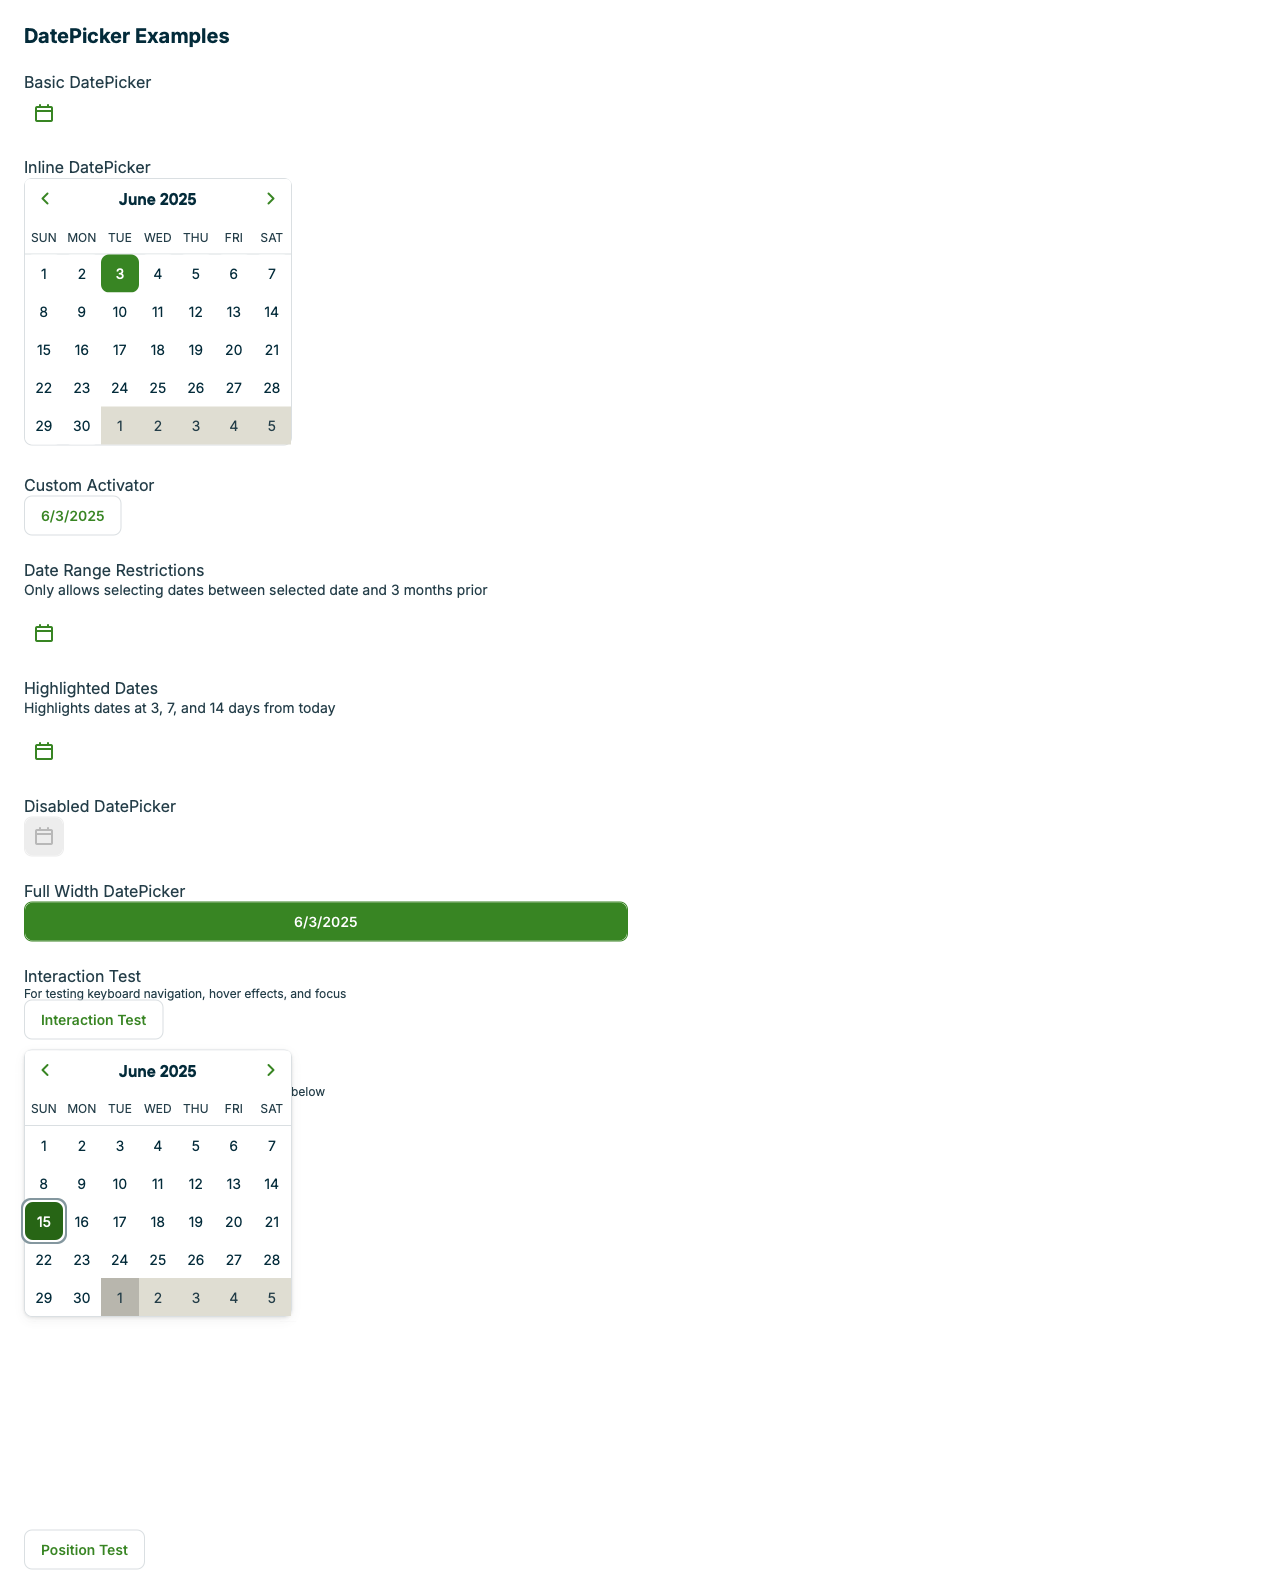 DatePicker Examples
Basic DatePicker
Inline DatePicker
June 2025
SUN MON TUE WED THU FRI SAT
1 2 3 4 5 6 7
8 9 10 11 12 13 14
15 16 17 18 19 20 21
22 23 24 25 26 27 28
29 30 1 2 3 4 5
Custom Activator
6/3/2025
Date Range Restrictions
Only allows selecting dates between selected date and 3 months prior
Highlighted Dates
Highlights dates at 3, 7, and 14 days from today
Disabled DatePicker
Full Width DatePicker
6/3/2025
Interaction Test
For testing keyboard navigation, hover effects, and focus
Interaction Test
June 2025
below
SUN MON TUE WED THU FRI SAT
1 2 3 4 5 6 7
8 9 10 11 12 13 14
15 16 17 18 19 20 21
22 23 24 25 26 27 28
29 30 1 2 3 4 5
Position Test